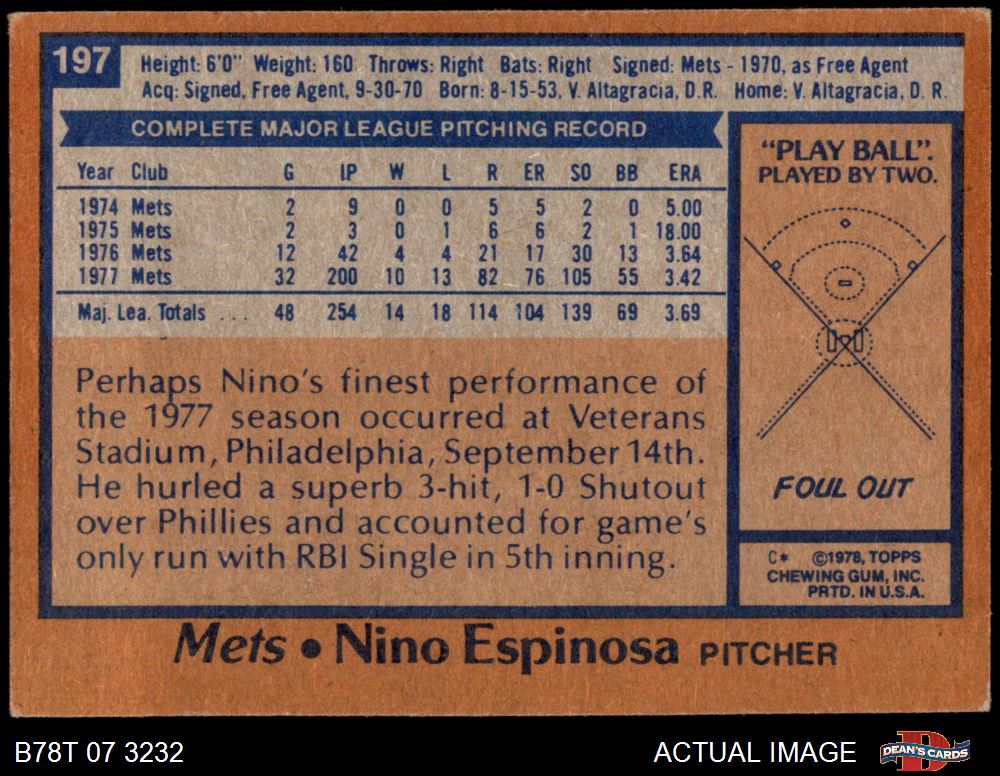 197
Height: 6'0" Weight: 160 Throws: Right Bats: Right Signed: Mets - 1970, as Free Agent
Acq: Signed, Free Agent, 9-30-70 Born: 8-15-53, V. Altagracia, D.R. Home: V. Altagracia, D. R.
COMPLETE MAJOR LEAGUE PITCHING RECORD
Year Club G IP W L R ER SO BB ERA
1974 Mets 2 9 0 0 5 5 2 0 5.00
1975 Mets 2 3 0 1 6 6 2 1 18.00
1976 Mets 12 42 4 4 21 17 30 13 3.64
1977 Mets 32 200 10 13 82 76 105 55 3.42
Maj. Lea. Totals ... 48 254 14 18 114 104 139 69 3.69
Perhaps Nino's finest performance of
the 1977 season occurred at Veterans
Stadium, Philadelphia, September 14th.
He hurled a superb 3-hit, 1-0 Shutout
over Phillies and accounted for game's
only run with RBI Single in 5th inning.
"PLAY BALL".
PLAYED BY TWO.
FOUL OUT
C* ©1978, TOPPS
CHEWING GUM, INC.
PRTD. IN U.S.A.
Mets • Nino Espinosa PITCHER
B78T 07 3232
ACTUAL IMAGE
D
DEAN'S CARDS